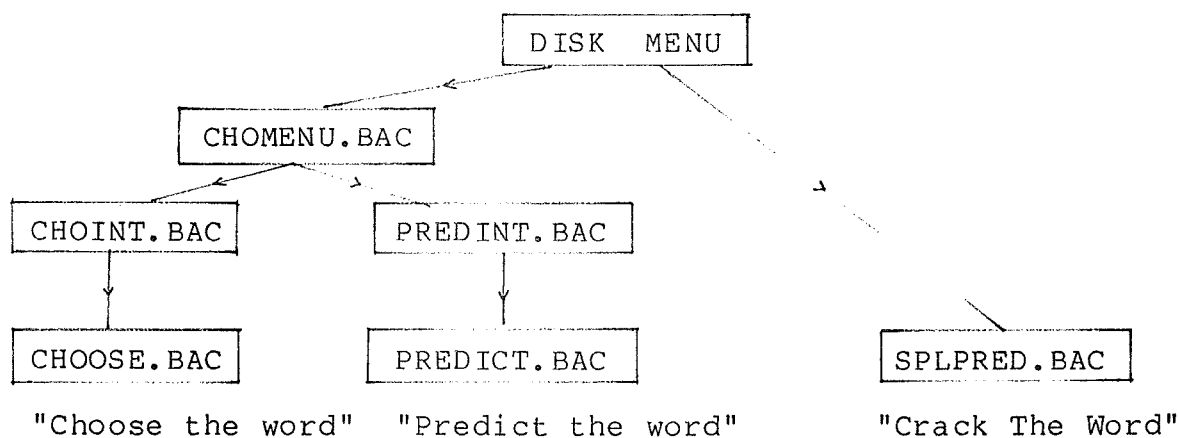 DISK MENU
CHOMENU.BAC
CHOINT.BAC PREDINT.BAC
CHOOSE.BAC PREDICT.BAC SPLPRED.BAC
"Choose the word" "Predict the word" "Crack The Word"